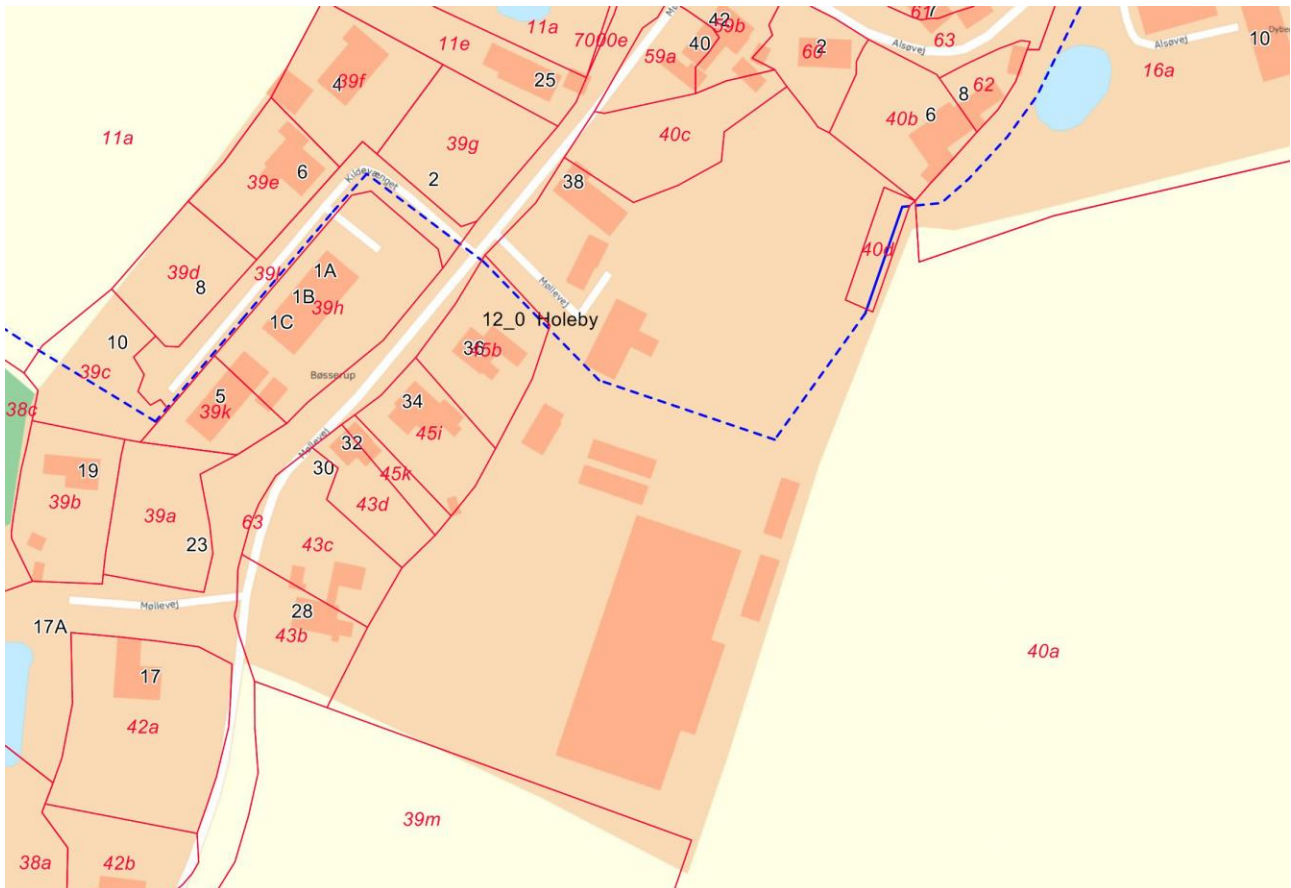 11e
11a
7000e
42
59b
40
59a
2
60
61
7
63
Alsøvej
Alsøvej
10
16a
4
39f
25
11a
39g
40c
40b
6
8
62
39e
6
Kildevænget
2
38
40d
39d
8
39l
1A
1B
39h
1C
Møllevej
12_0 Holeby
36
45b
10
39c
Bøsserup
38c
5
39k
34
45i
Møllevej
32
30
45k
19
39b
39a
43d
63
23
43c
Møllevej
28
43b
17A
17
42a
40a
39m
38a
42b